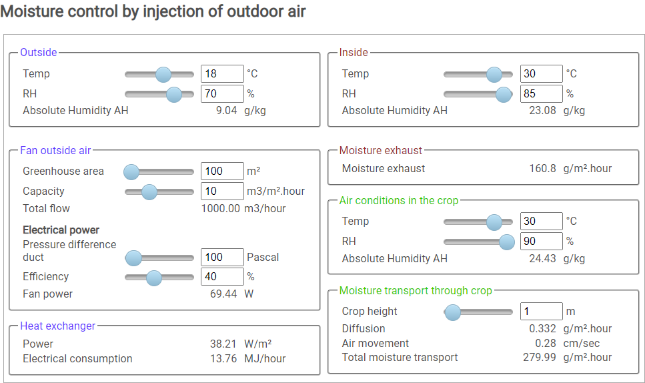 Moisture control by injection of outdoor air
Outside
Temp 18 °C
RH 70 %
Absolute Humidity AH 9.04 g/kg
Fan outside air
Greenhouse area 100 m²
Capacity 10 m3/m².hour
Total flow 1000.00 m3/hour
Electrical power
Pressure difference
duct 100 Pascal
Efficiency 40 %
Fan power 69.44 W
Heat exchanger
Power 38.21 W/m²
Electrical consumption 13.76 MJ/hour
Inside
Temp 30 °C
RH 85 %
Absolute Humidity AH 23.08 g/kg
Moisture exhaust
Moisture exhaust 160.8 g/m².hour
Air conditions in the crop
Temp 30 °C
RH 90 %
Absolute Humidity AH 24.43 g/kg
Moisture transport through crop
Crop height 1 m
Diffusion 0.332 g/m².hour
Air movement 0.28 cm/sec
Total moisture transport 279.99 g/m².hour